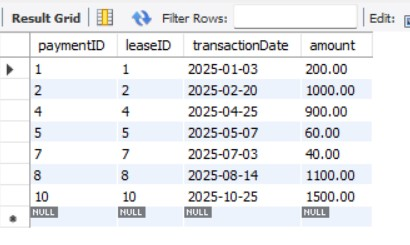 Result Grid Filter Rows: Edit:
paymentID leaseID transactionDate amount
1 1 2025-01-03 200.00
2 2 2025-02-20 1000.00
4 4 2025-04-25 900.00
5 5 2025-05-07 60.00
7 7 2025-07-03 40.00
8 8 2025-08-14 1100.00
10 10 2025-10-25 1500.00
NULL NULL NULL NULL